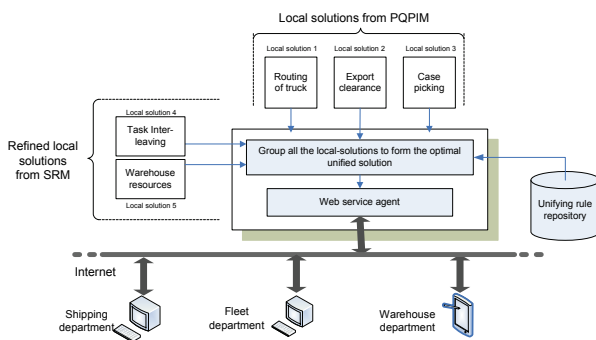 Local solutions from PQPIM
Local solution 1
Local solution 2
Local solution 3
Routing
of truck
Export
clearance
Case
picking
Local solution 4
Task Inter-
leaving
Refined local
solutions
from SRM
Warehouse
resources
Local solution 5
Group all the local-solutions to form the optimal
unified solution
Web service agent
Unifying rule
repository
Internet
Shipping
department
Fleet
department
Warehouse
department